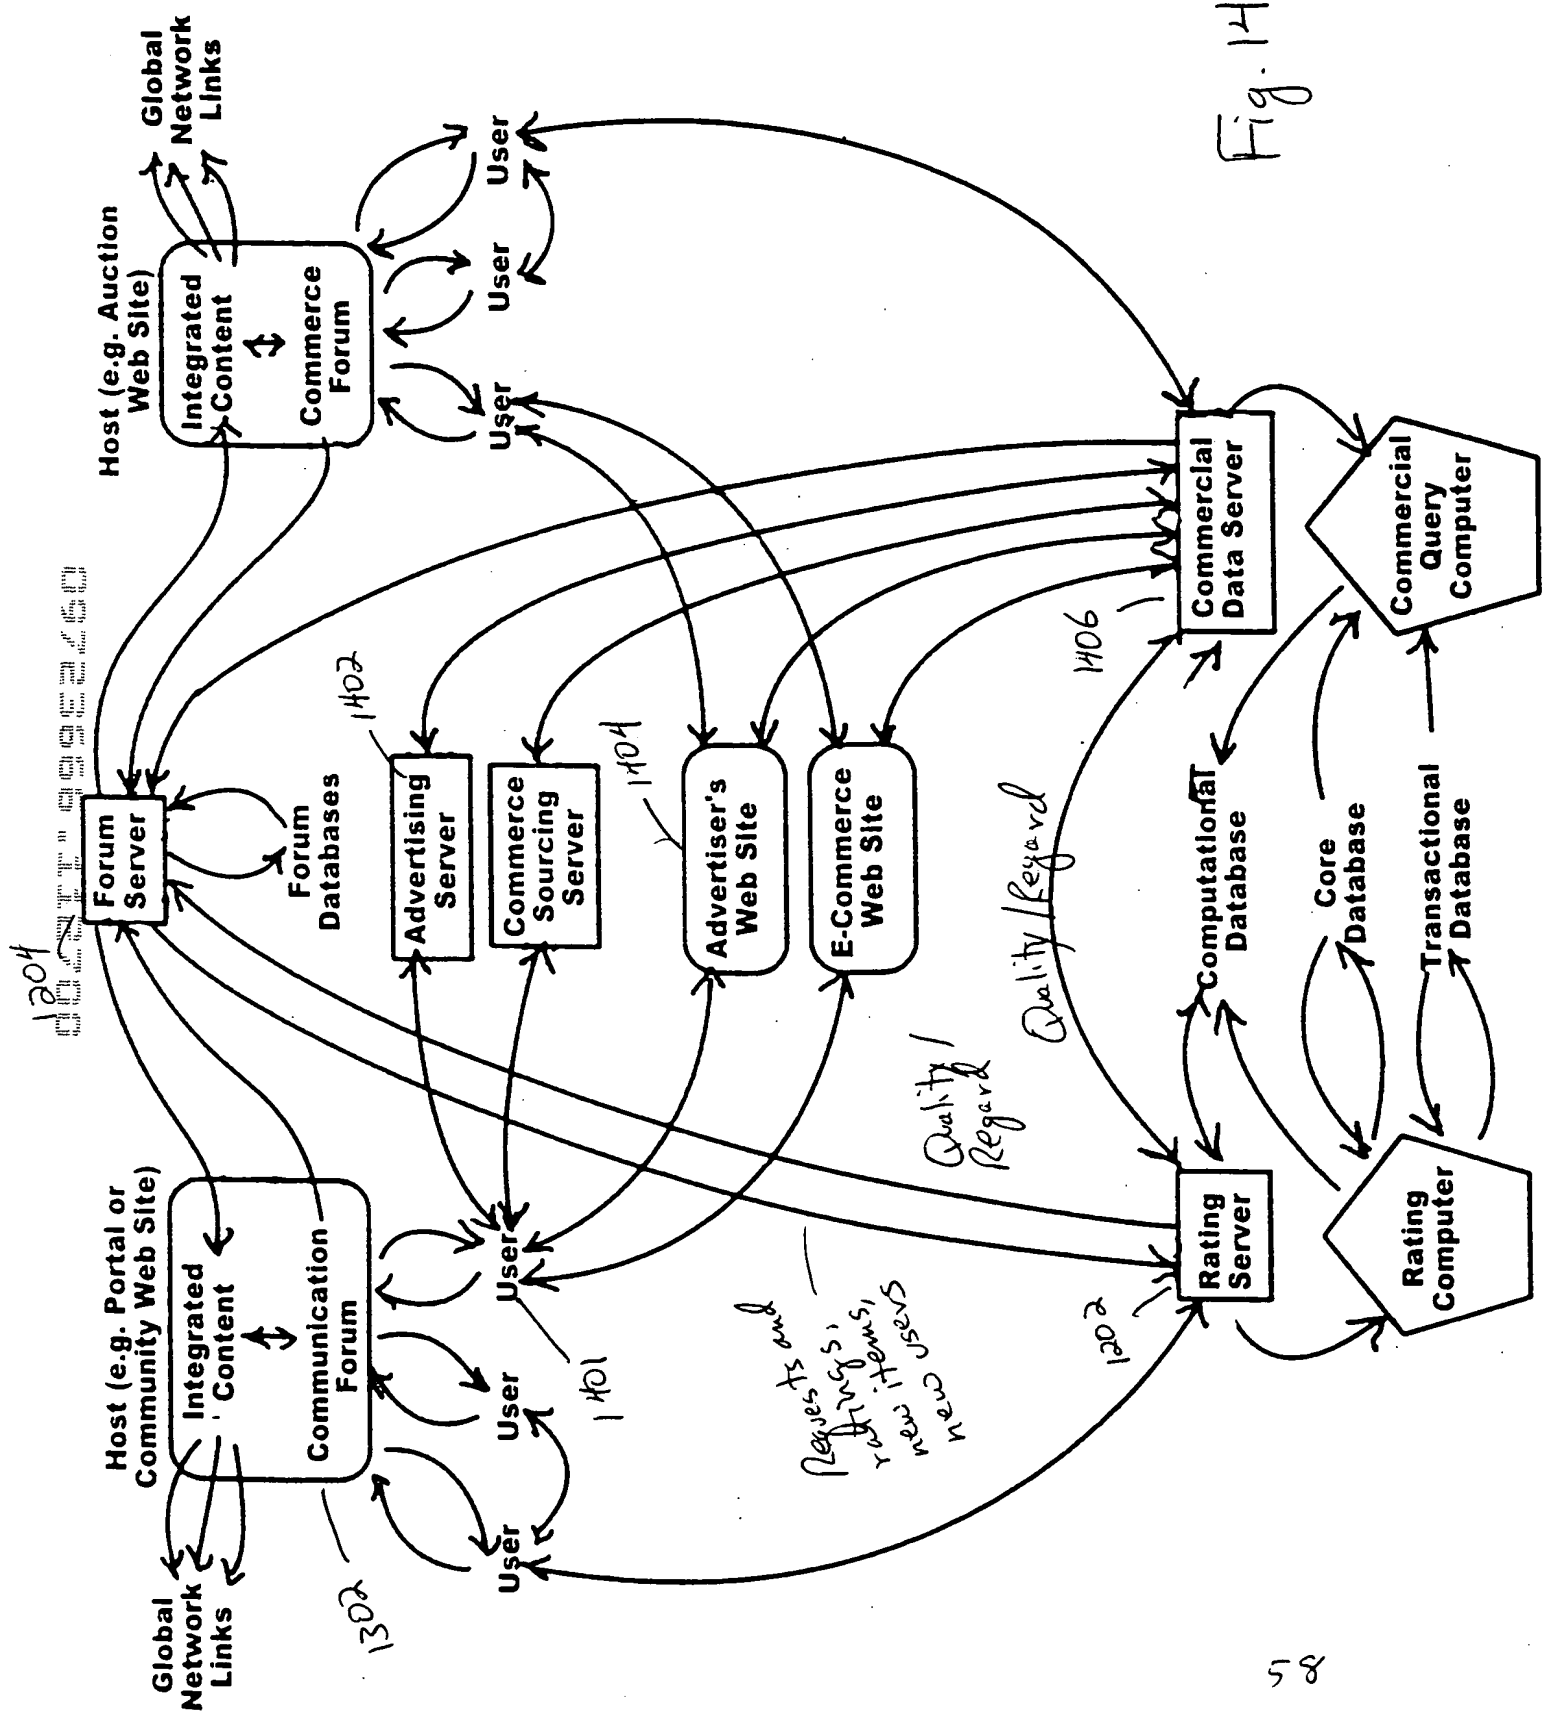 1204
Host (e.g. Portal or
Community Web Site)
Global
Network
Links
Integrated
Content
Communication
Forum
1302
User
User
User
1401
Forum
Server
Forum
Databases
Host (e.g. Auction
Web Site)
Global
Network
Links
Integrated
Content
Commerce
Forum
User
User
User
Advertising
Server
1402
Commerce
Sourcing
Server
Advertiser's
Web Site
1404
E-Commerce
Web Site
Requests and
ratings,
new items,
new users
Quality /
Regard
Quality / Regard
1202
Rating
Server
Rating
Computer
1406
Commercial
Data Server
Commercial
Query
Computer
Computational
Database
Core
Database
Transactional
Database
58
Fig. 14